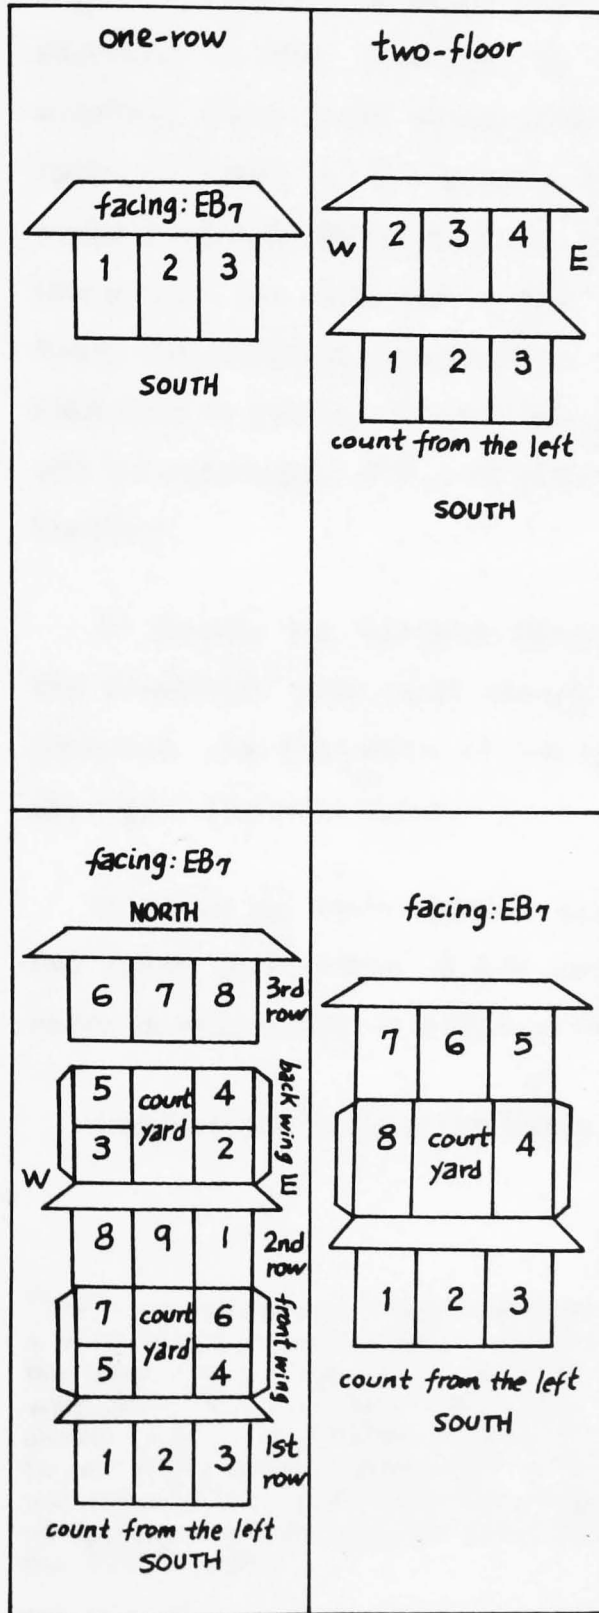 one-row
facing: EB7
1 2 3
SOUTH
two-floor
W 2 3 4 E
1 2 3
count from the left
SOUTH
facing: EB7
NORTH
6 7 8 3rd row
5 court yard 4 back wing
3 2
W E
8 9 1 2nd row
7 court yard 6 front wing
5 4
1 2 3 1st row
count from the left
SOUTH
facing: EB7
7 6 5
8 court yard 4
1 2 3
count from the left
SOUTH